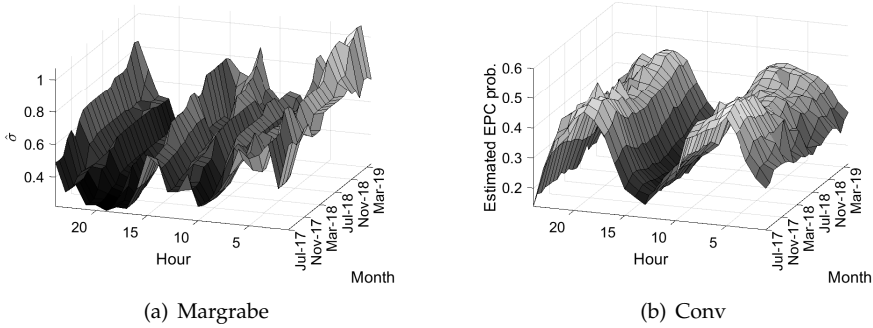 1
0.8
0.6
0.4
σ̂
20
15
10
5
Hour
Jul-17
Nov-17
Mar-18
Jul-18
Nov-18
Mar-19
Month
(a) Margrabe
0.6
0.5
0.4
0.3
0.2
Estimated EPC prob.
20
15
10
5
Hour
Jul-17
Nov-17
Mar-18
Jul-18
Nov-18
Mar-19
Month
(b) Conv